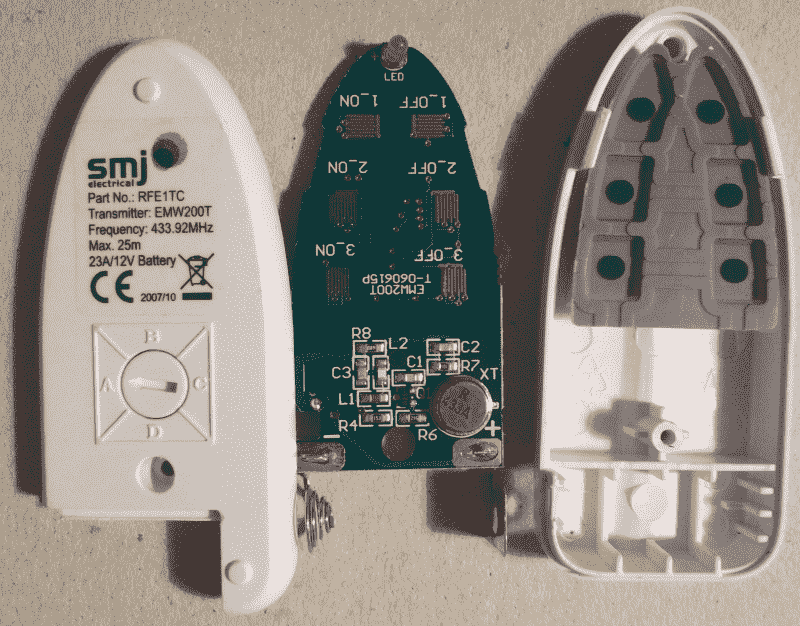 smj
electrical
Part No.: RFE1TC
Transmitter: EMW200T
Frequency: 433.92MHz
Max. 25m
23A/12V Battery
CE
2007/10
B
A
C
D
LED
1_ON
1_OFF
2_ON
2_OFF
3_ON
3_OFF
EMW200T
T-060615P
R8
L2
C2
C3
C1
R7
XT
L1
R
433A
R4
R6
−
+